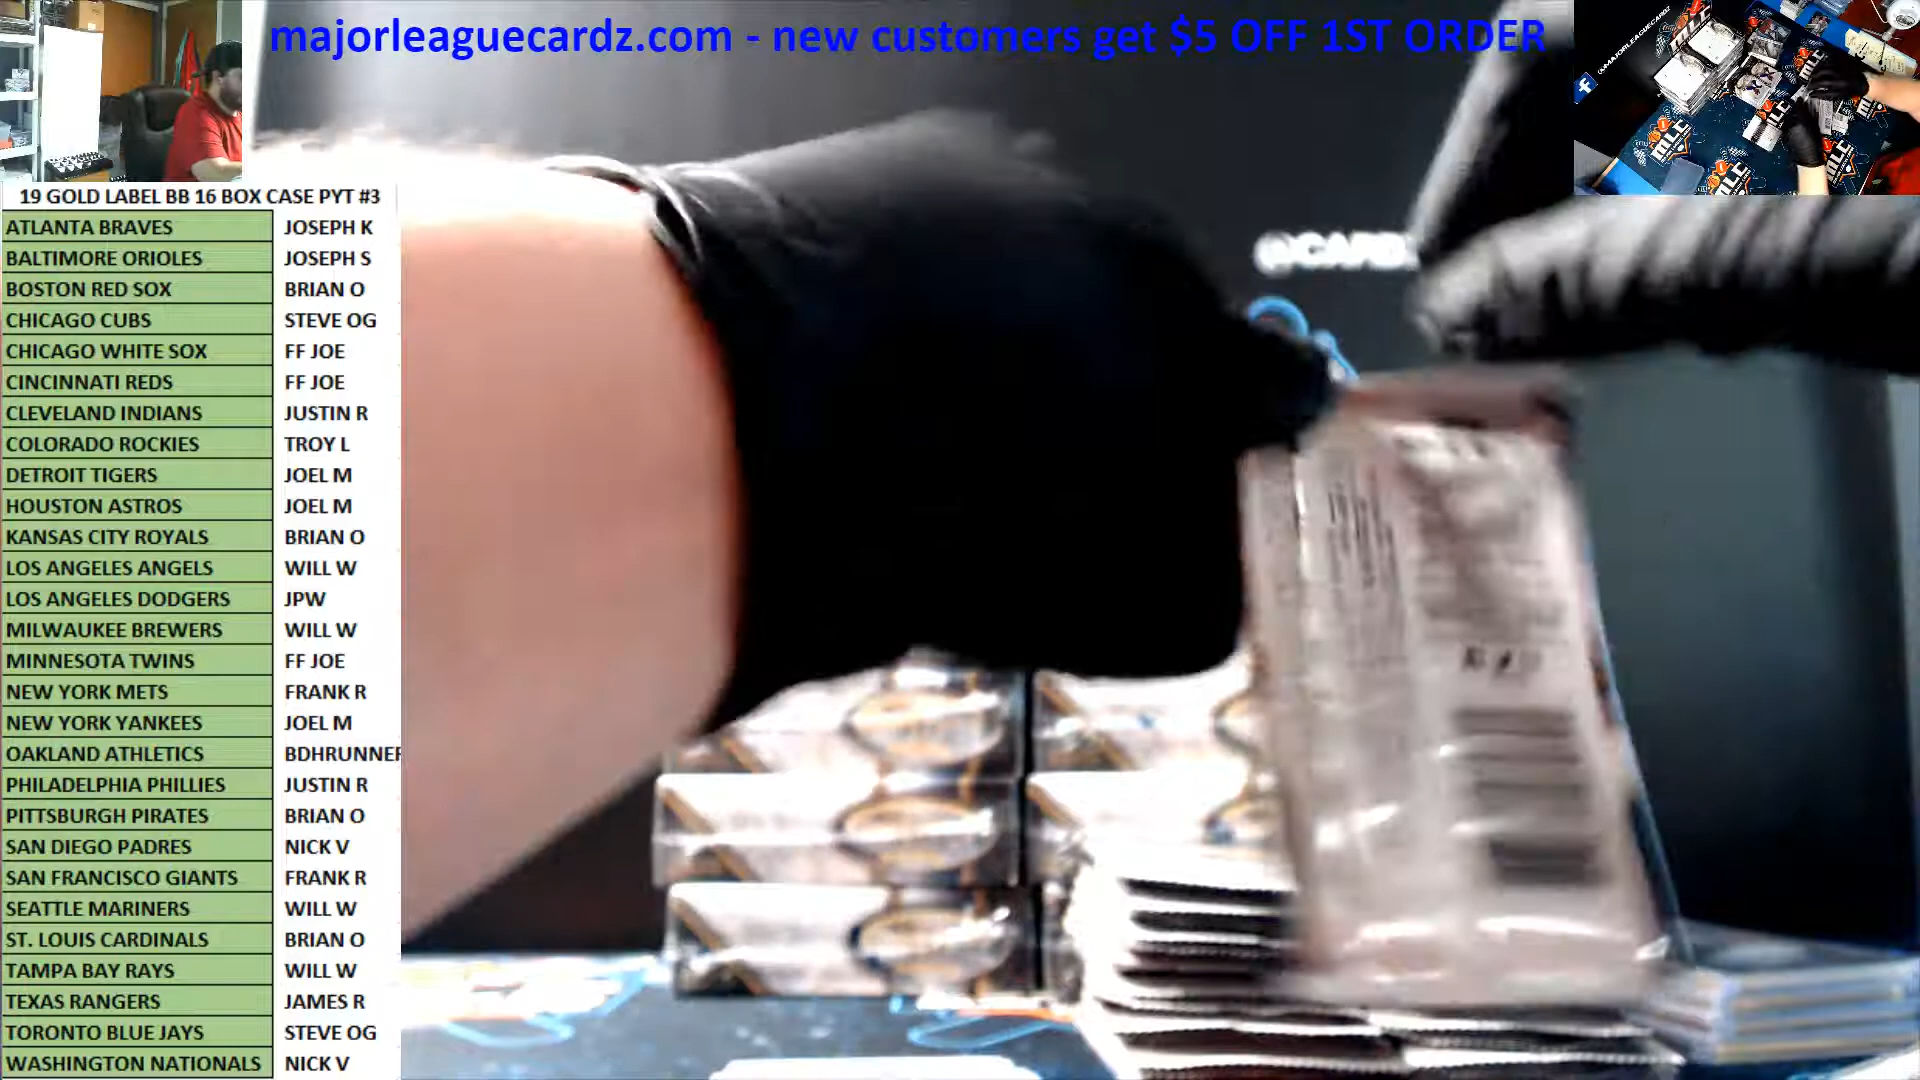 majorleaguecardz.com - new customers get $5 OFF 1ST ORDER
@MAJORLEAGUECARDZ
MLC
MLC
MLC
MLC
@CARD
19 GOLD LABEL BB 16 BOX CASE PYT #3
ATLANTA BRAVES JOSEPH K
BALTIMORE ORIOLES JOSEPH S
BOSTON RED SOX BRIAN O
CHICAGO CUBS STEVE OG
CHICAGO WHITE SOX FF JOE
CINCINNATI REDS FF JOE
CLEVELAND INDIANS JUSTIN R
COLORADO ROCKIES TROY L
DETROIT TIGERS JOEL M
HOUSTON ASTROS JOEL M
KANSAS CITY ROYALS BRIAN O
LOS ANGELES ANGELS WILL W
LOS ANGELES DODGERS JPW
MILWAUKEE BREWERS WILL W
MINNESOTA TWINS FF JOE
NEW YORK METS FRANK R
NEW YORK YANKEES JOEL M
OAKLAND ATHLETICS BDHRUNNER
PHILADELPHIA PHILLIES JUSTIN R
PITTSBURGH PIRATES BRIAN O
SAN DIEGO PADRES NICK V
SAN FRANCISCO GIANTS FRANK R
SEATTLE MARINERS WILL W
ST. LOUIS CARDINALS BRIAN O
TAMPA BAY RAYS WILL W
TEXAS RANGERS JAMES R
TORONTO BLUE JAYS STEVE OG
WASHINGTON NATIONALS NICK V